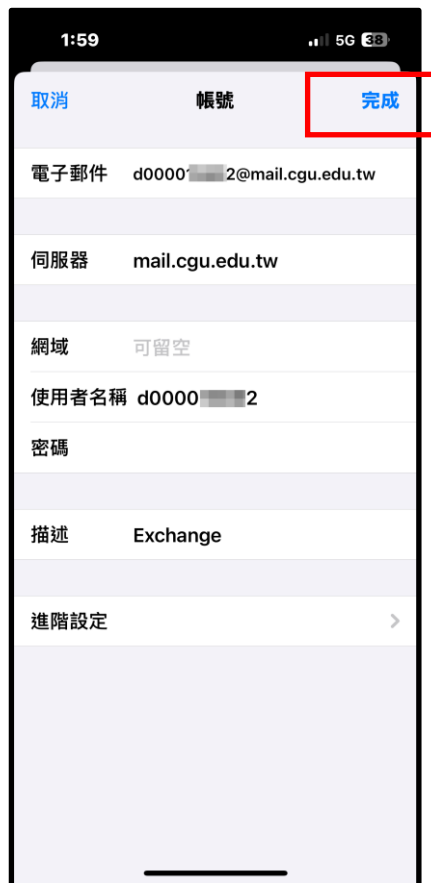 1:59 5G 38
取消 帳號 完成
電子郵件 d00001 2@mail.cgu.edu.tw
伺服器 mail.cgu.edu.tw
網域 可留空
使用者名稱 d0000 2
密碼
描述 Exchange
進階設定